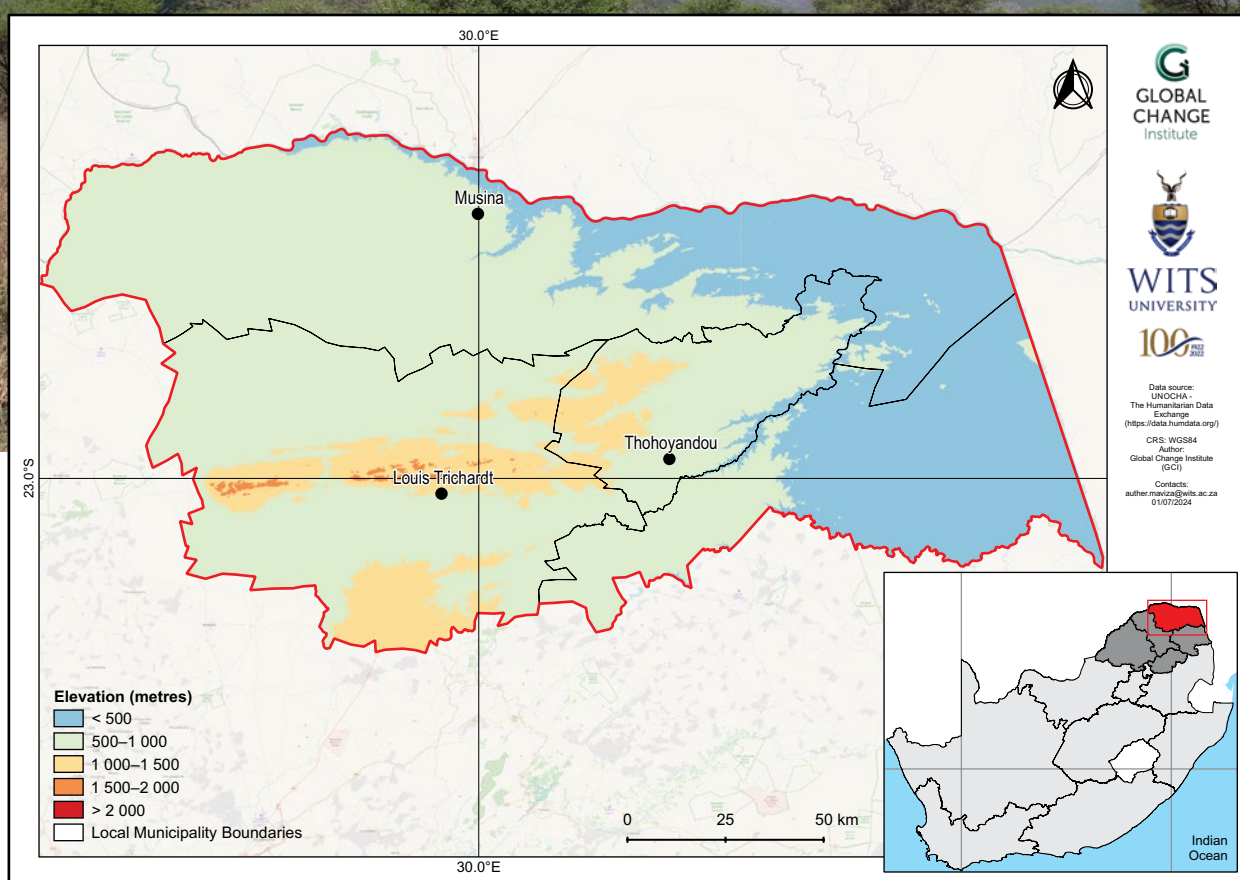 30.0°E
Musina
Thohoyandou
Louis Trichardt
23.0°S
Elevation (metres)
< 500
500–1 000
1 000–1 500
1 500–2 000
> 2 000
Local Municipality Boundaries
0 25 50 km
30.0°E
GLOBAL
CHANGE
Institute
WITS
UNIVERSITY
100 1922
2022
Data source:
UNOCHA -
The Humanitarian Data
Exchange
(https://data.humdata.org/)
CRS: WGS84
Author:
Global Change Institute
(GCI)
Contacts:
auther.maviza@wits.ac.za
01/07/2024
Indian
Ocean